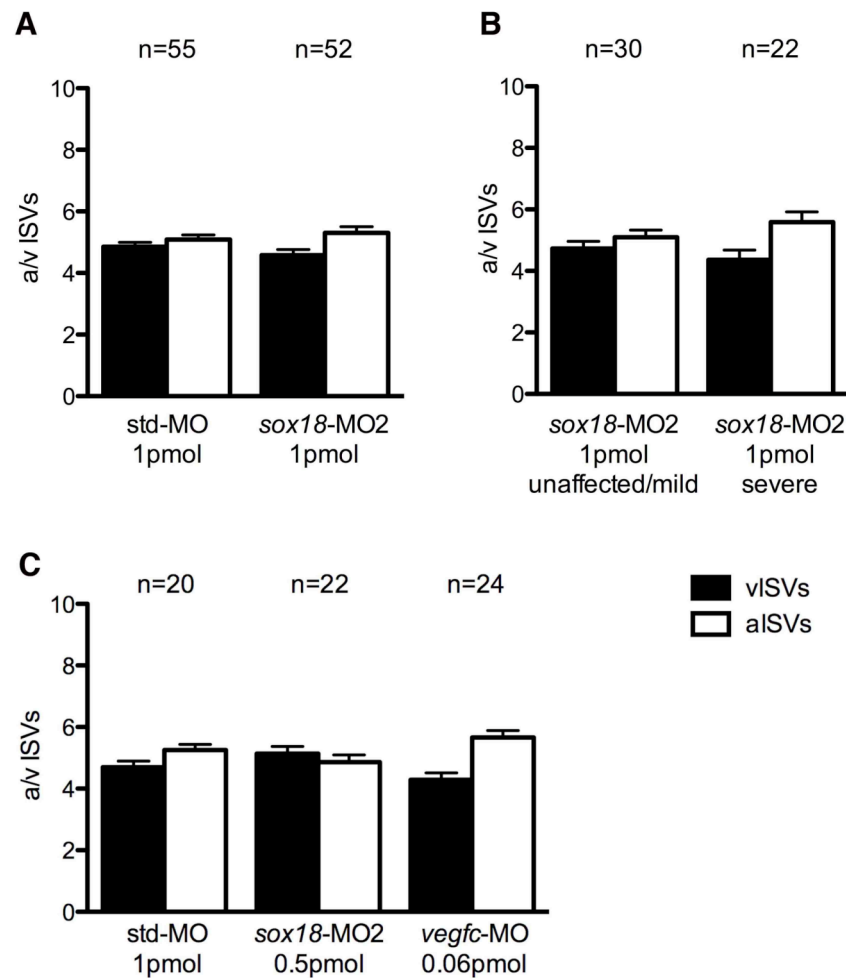 A
n=55 n=52
10
8
6
4
2
0
a/v ISVs
std-MO sox18-MO2
1pmol 1pmol
B
n=30 n=22
10
8
6
4
2
0
a/v ISVs
sox18-MO2 sox18-MO2
1pmol 1pmol
unaffected/mild severe
C
n=20 n=22 n=24
10
8
6
4
2
0
a/v ISVs
std-MO sox18-MO2 vegfc-MO
1pmol 0.5pmol 0.06pmol
vISVs
aISVs